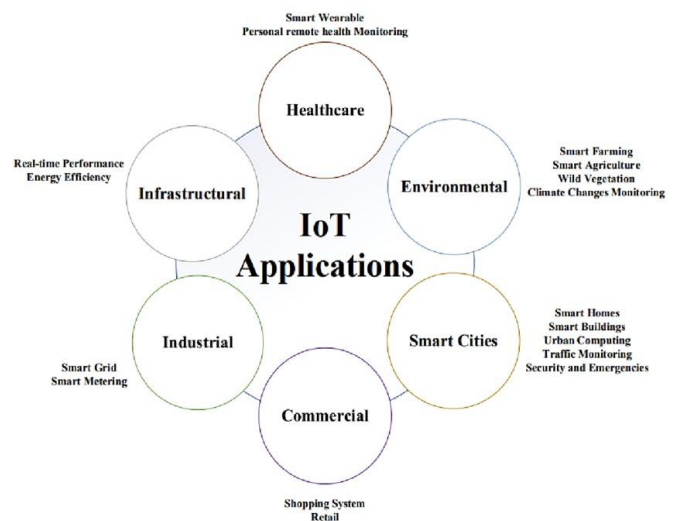 Smart Wearable
Personal remote health Monitoring
Healthcare
Real-time Performance
Energy Efficiency
Infrastructural
Environmental
Smart Farming
Smart Agriculture
Wild Vegetation
Climate Changes Monitoring
IoT
Applications
Industrial
Smart Grid
Smart Metering
Smart Cities
Smart Homes
Smart Buildings
Urban Computing
Traffic Monitoring
Security and Emergencies
Commercial
Shopping System
Retail